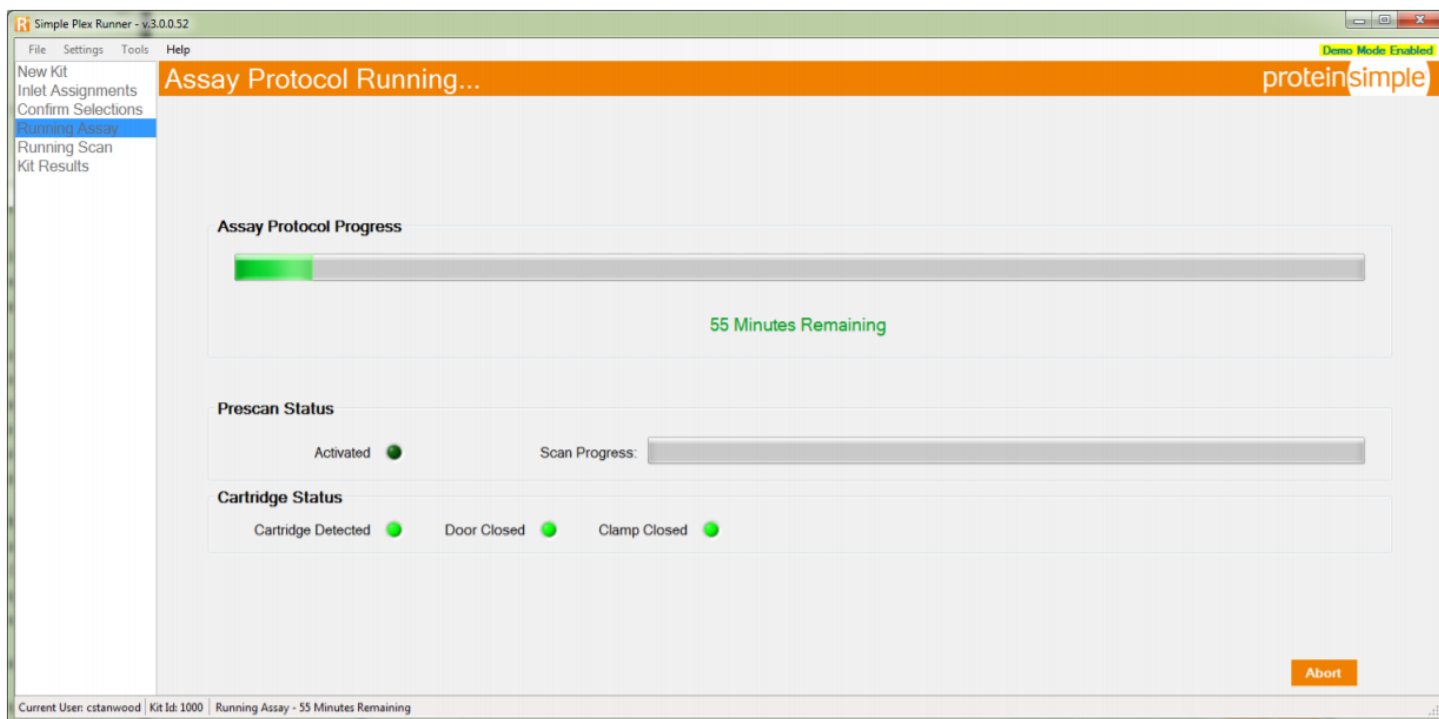 Simple Plex Runner - v.3.0.0.52
File Settings Tools Help
Demo Mode Enabled
New Kit
Inlet Assignments
Confirm Selections
Running Assay
Running Scan
Kit Results
Assay Protocol Running...
proteinsimple
Assay Protocol Progress
55 Minutes Remaining
Prescan Status
Activated
Scan Progress:
Cartridge Status
Cartridge Detected
Door Closed
Clamp Closed
Abort
Current User: cstanwood Kit Id: 1000 Running Assay - 55 Minutes Remaining